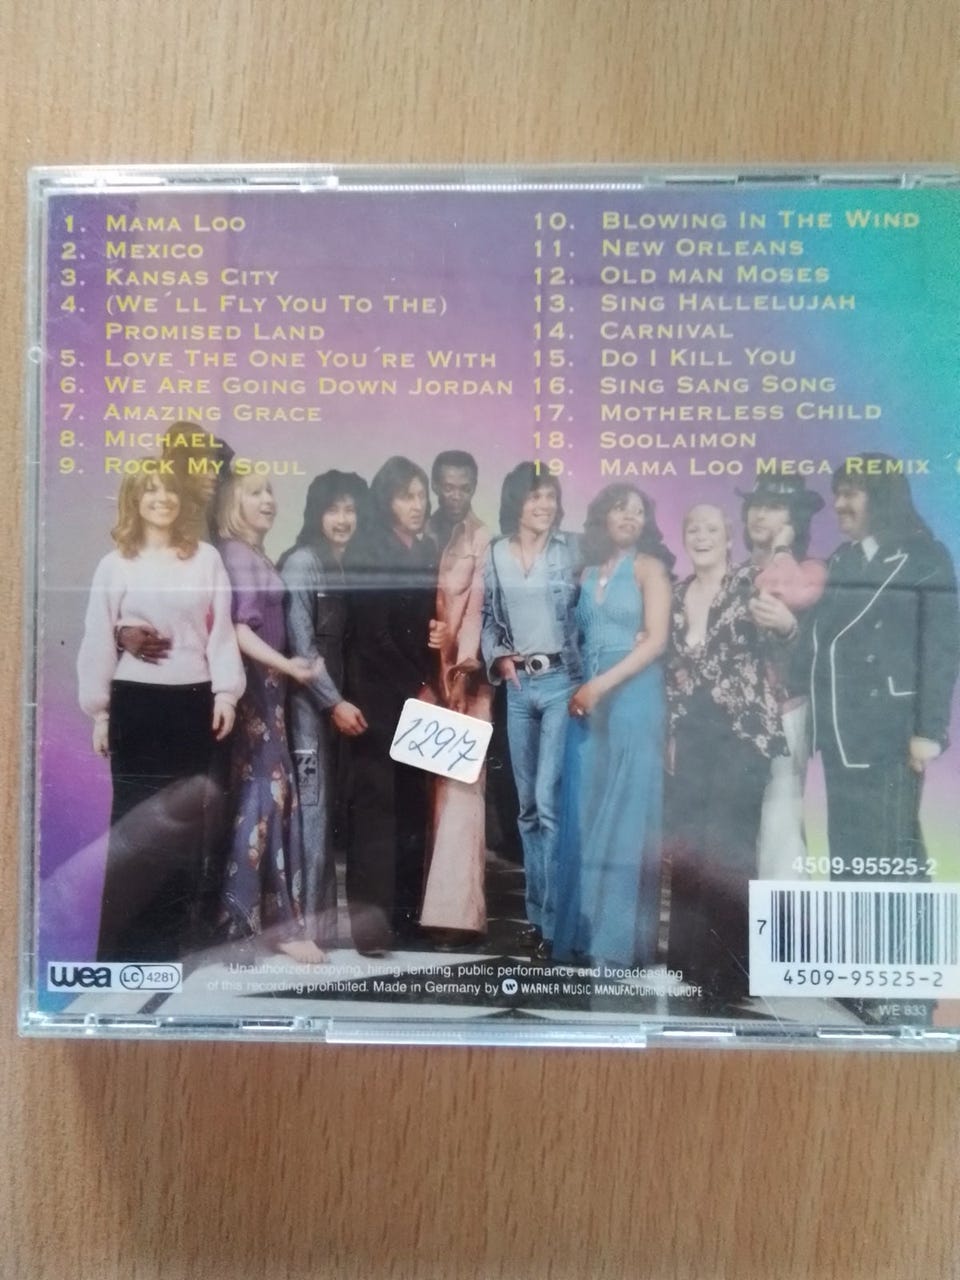 1. MAMA LOO
2. MEXICO
3. KANSAS CITY
4. (WE´LL FLY YOU TO THE)
PROMISED LAND
5. LOVE THE ONE YOU´RE WITH
6. WE ARE GOING DOWN JORDAN
7. AMAZING GRACE
8. MICHAEL
9. ROCK MY SOUL
10. BLOWING IN THE WIND
11. NEW ORLEANS
12. OLD MAN MOSES
13. SING HALLELUJAH
14. CARNIVAL
15. DO I KILL YOU
16. SING SANG SONG
17. MOTHERLESS CHILD
18. SOOLAIMON
19. MAMA LOO MEGA REMIX
1297
4509-95525-2
7
4509-95525-2
wea LC 4281
Unauthorized copying, hiring, lending, public performance and broadcasting
of this recording prohibited. Made in Germany by WARNER MUSIC MANUFACTURING EUROPE
WE 833